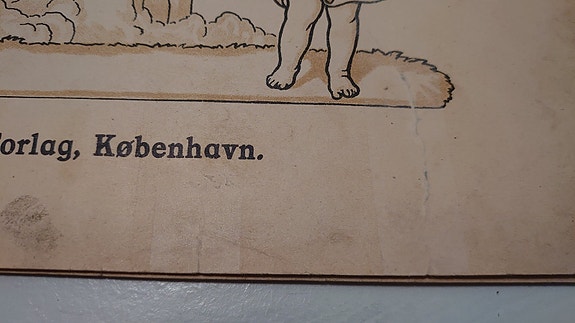 orlag, København.